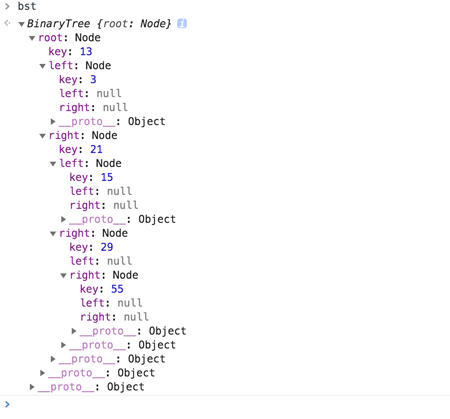 bst
BinaryTree {root: Node} i
root: Node
key: 13
left: Node
key: 3
left: null
right: null
__proto__: Object
right: Node
key: 21
left: Node
key: 15
left: null
right: null
__proto__: Object
right: Node
key: 29
left: null
right: Node
key: 55
left: null
right: null
__proto__: Object
__proto__: Object
__proto__: Object
__proto__: Object
__proto__: Object